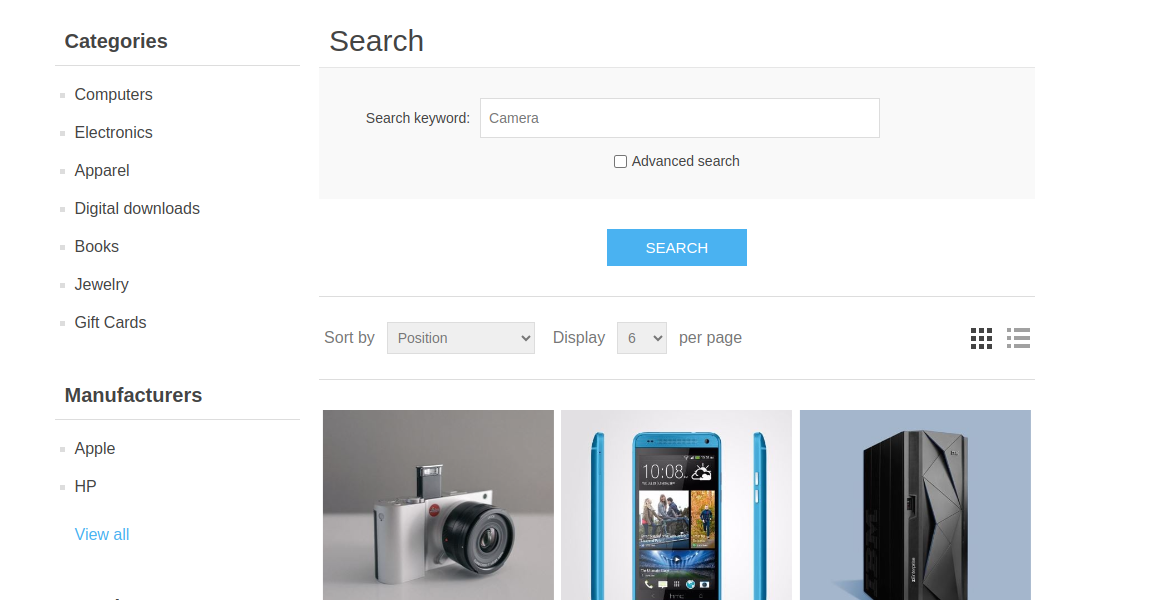 Categories
Computers
Electronics
Apparel
Digital downloads
Books
Jewelry
Gift Cards
Manufacturers
Apple
HP
View all
Search
Search keyword: Camera
Advanced search
SEARCH
Sort by Position Display 6 per page
10:08
hTC